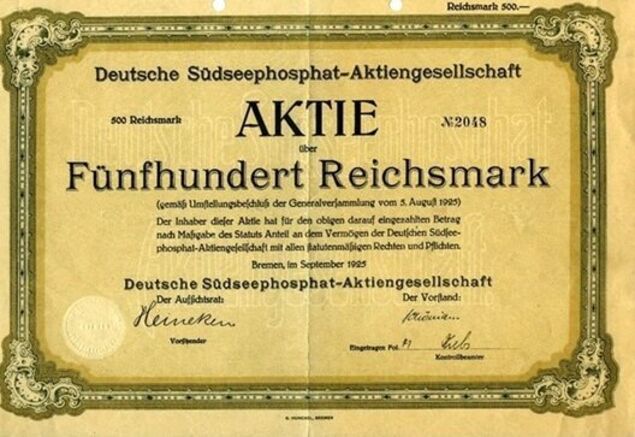 Reichsmark 500.—
Deutsche Südseephosphat-Aktiengesellschaft
500 Reichsmark AKTIE № 2048
über
Fünfhundert Reichsmark
(gemäß Umstellungsbeschluß der Generalversammlung vom 5. August 1925)
Der Inhaber dieser Aktie hat für den obigen darauf eingezahlten Betrag
nach Maßgabe des Statuts Anteil an dem Vermögen der Deutschen Südsee-
phosphat-Aktiengesellschaft mit allen statutenmäßigen Rechten und Pflichten.
Bremen, im September 1925
Deutsche Südseephosphat-Aktiengesellschaft
Der Aufsichtsrat: Der Vorstand:
Heineken
Vorsitzender
Eingetragen Fol.
Kontrollbeamter